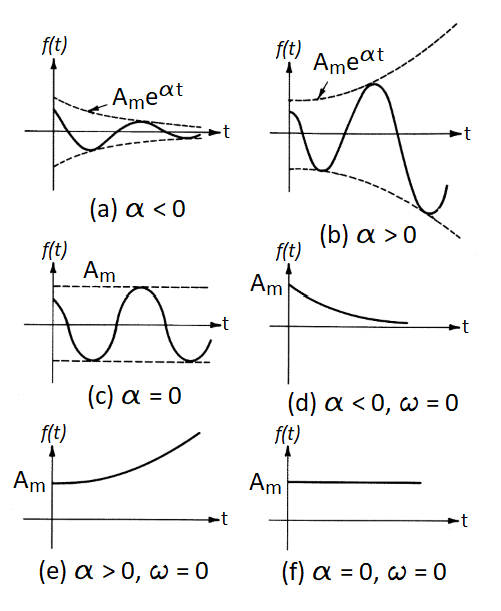 f(t)
Ameαt
t
(a) α < 0
f(t)
Ameαt
t
(b) α > 0
f(t)
Am
t
(c) α = 0
f(t)
Am
t
(d) α < 0, ω = 0
f(t)
Am
t
(e) α > 0, ω = 0
f(t)
Am
t
(f) α = 0, ω = 0